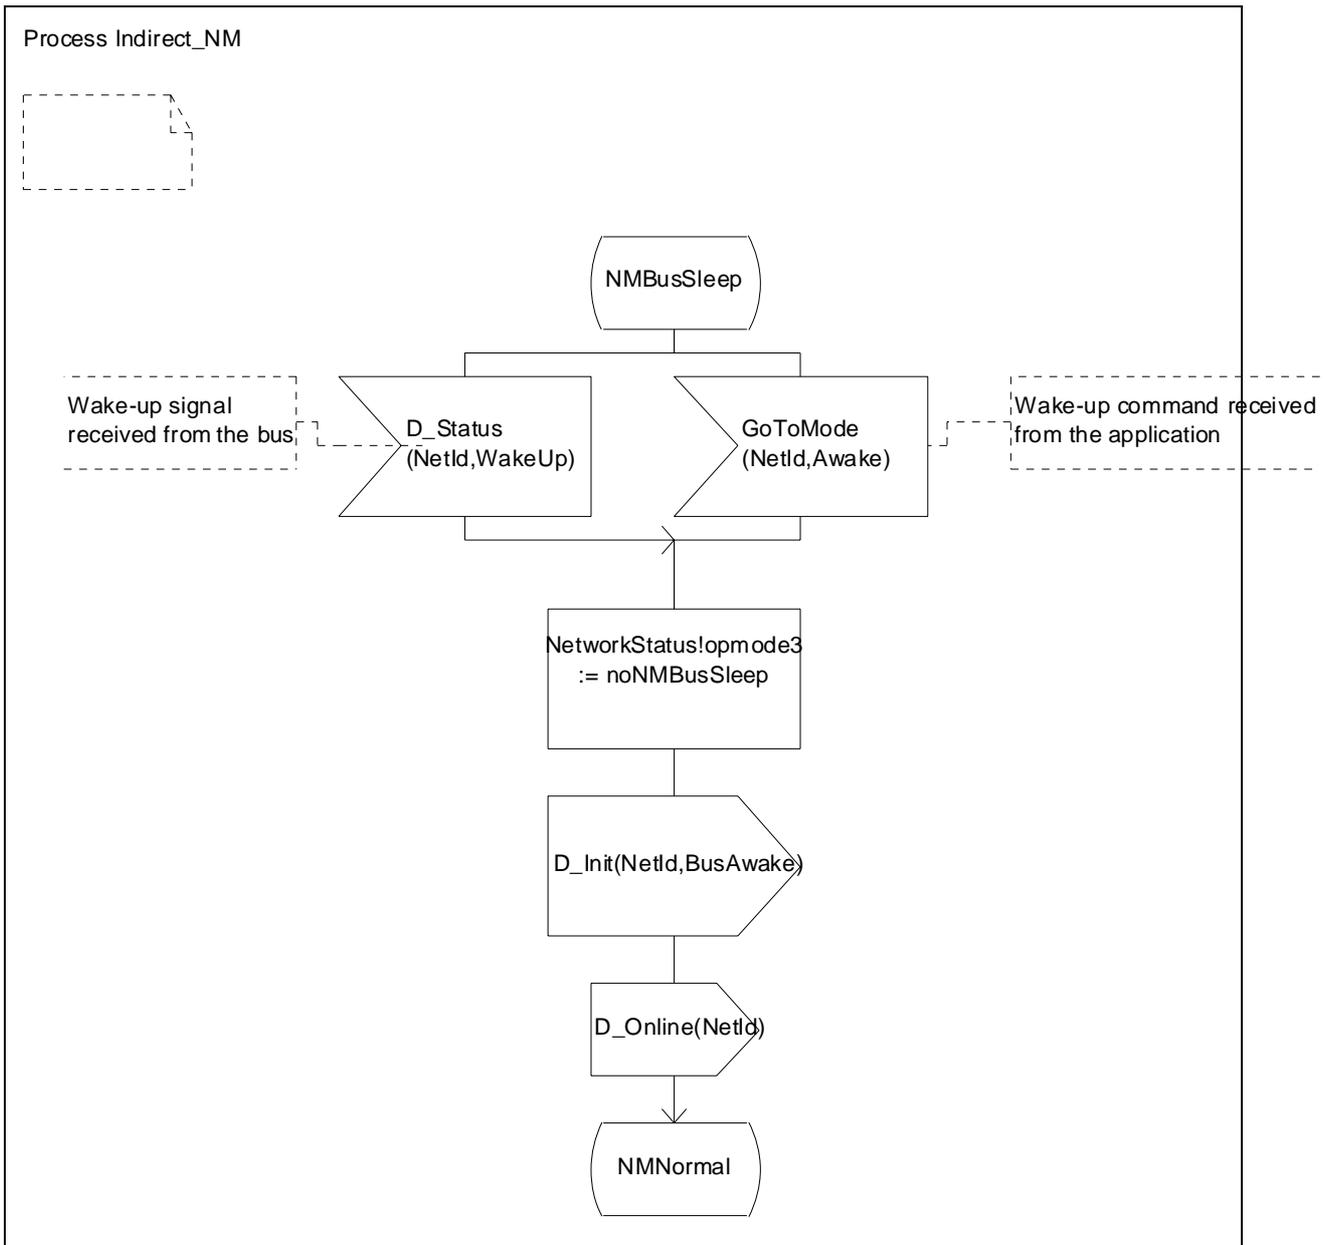 Process Indirect_NM
NMBusSleep
Wake-up signal
received from the bus
D_Status
(NetId,WakeUp)
GoToMode
(NetId,Awake)
Wake-up command received
from the application
NetworkStatus!opmode3
:= noNMBusSleep
D_Init(NetId,BusAwake)
D_Online(NetId)
NMNormal